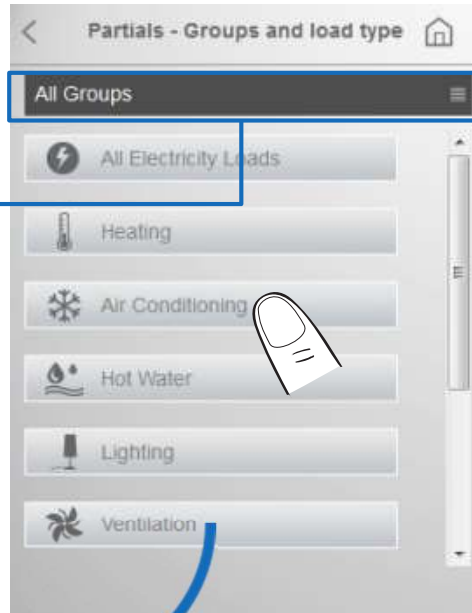 Partials - Groups and load type
All Groups
All Electricity Loads
Heating
Air Conditioning
Hot Water
Lighting
Ventilation